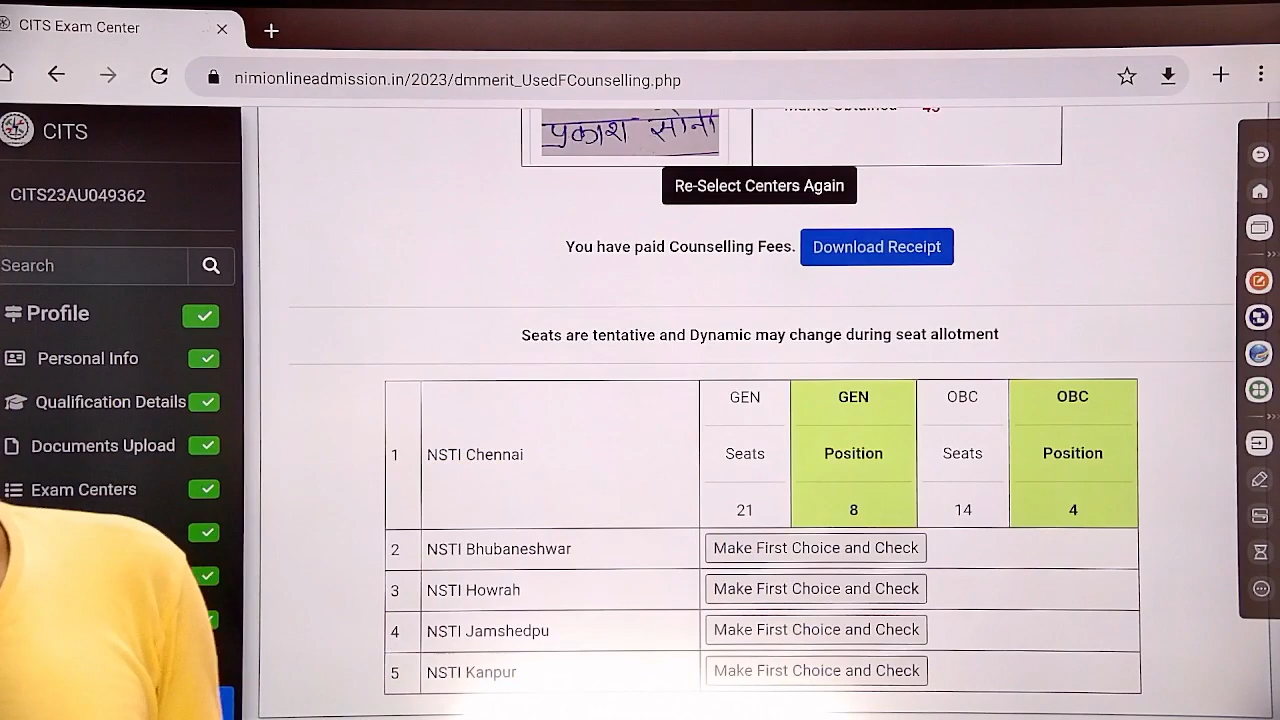 CITS Exam Center
nimionlineadmission.in/2023/dmmerit_UsedFCounselling.php
CITS
CITS23AU049362
Search
Profile
Personal Info
Qualification Details
Documents Upload
Exam Centers
Marks Obtained 45
प्रकाश सोनी
Re-Select Centers Again
You have paid Counselling Fees. Download Receipt
Seats are tentative and Dynamic may change during seat allotment
1 NSTI Chennai
GEN GEN OBC OBC
Seats Position Seats Position
21 8 14 4
2 NSTI Bhubaneshwar Make First Choice and Check
3 NSTI Howrah Make First Choice and Check
4 NSTI Jamshedpu Make First Choice and Check
5 NSTI Kanpur Make First Choice and Check